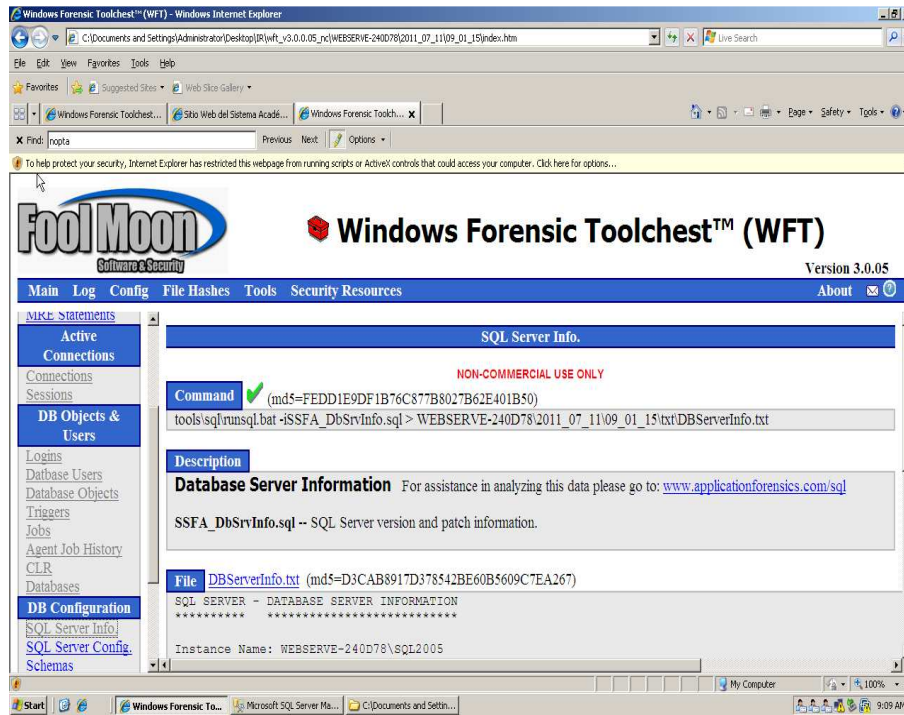 Windows Forensic Toolchest™ (WFT) - Windows Internet Explorer
C:\Documents and Settings\Administrator\Desktop\IR\wft_v3.0.0.05_nc\WEBSERVE-240D78\2011_07_11\09_01_15\index.htm
Live Search
File Edit View Favorites Tools Help
Favorites Suggested Sites Web Slice Gallery
Windows Forensic Toolchest... Sitio Web del Sistema Acadé... Windows Forensic Toolch... x
Page Safety Tools
x Find: nopta Previous Next Options
To help protect your security, Internet Explorer has restricted this webpage from running scripts or ActiveX controls that could access your computer. Click here for options...
Fool Moon
Software & Security
Windows Forensic Toolchest™ (WFT)
Version 3.0.05
Main Log Config File Hashes Tools Security Resources About
MRE Statements
Active Connections
Connections
Sessions
DB Objects & Users
Logins
Datbase Users
Database Objects
Triggers
Jobs
Agent Job History
CLR
Databases
DB Configuration
SQL Server Info.
SQL Server Config.
Schemas
SQL Server Info.
NON-COMMERCIAL USE ONLY
Command (md5=FEDD1E9DF1B76C877B8027B62E401B50)
tools\sql\runsql.bat -iSSFA_DbSrvInfo.sql > WEBSERVE-240D78\2011_07_11\09_01_15\txt\DBServerInfo.txt
Description
Database Server Information For assistance in analyzing this data please go to: www.applicationforensics.com/sql
SSFA_DbSrvInfo.sql -- SQL Server version and patch information.
File DBServerInfo.txt (md5=D3CAB8917D378542BE60B5609C7EA267)
SQL SERVER - DATABASE SERVER INFORMATION
********** ***************************
Instance Name: WEBSERVE-240D78\SQL2005
My Computer 100%
Start Windows Forensic To... Microsoft SQL Server Ma... C:\Documents and Settin... 9:09 AM